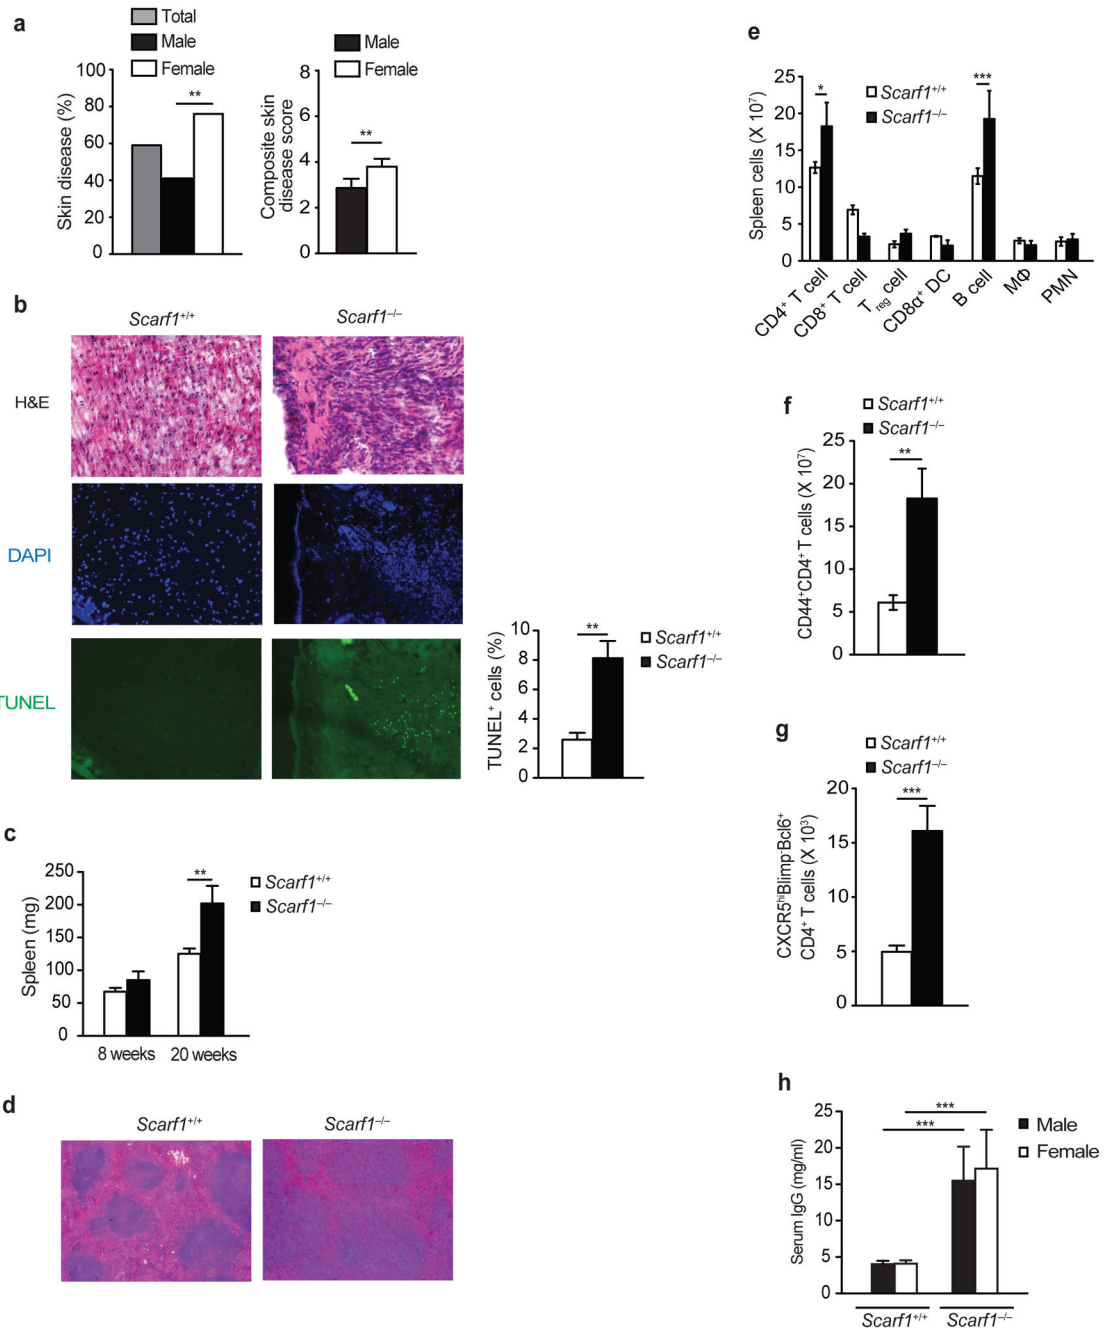 a
Total
Male
Female
Skin disease (%)
100
80
60
40
20
0
**
Male
Female
Composite skin
disease score
8
6
4
2
0
**
b
Scarf1+/+
Scarf1–/–
H&E
DAPI
TUNEL
TUNEL+ cells (%)
10
8
6
4
2
0
**
Scarf1+/+
Scarf1–/–
c
Spleen (mg)
250
200
150
100
50
0
**
Scarf1+/+
Scarf1–/–
8 weeks
20 weeks
d
Scarf1+/+
Scarf1–/–
e
Spleen cells (X 10⁷)
25
20
15
10
5
0
*
***
Scarf1+/+
Scarf1–/–
CD4+ T cell
CD8+ T cell
Treg cell
CD8α+ DC
B cell
MΦ
PMN
f
Scarf1+/+
Scarf1–/–
CD44+CD4+ T cells (X 10⁷)
25
20
15
10
5
0
**
g
Scarf1+/+
Scarf1–/–
CXCR5hiBlimp-Bcl6+
CD4+ T cells (X 10³)
20
15
10
5
0
***
h
Serum IgG (mg/ml)
25
20
15
10
5
0
***
***
Male
Female
Scarf1+/+
Scarf1–/–